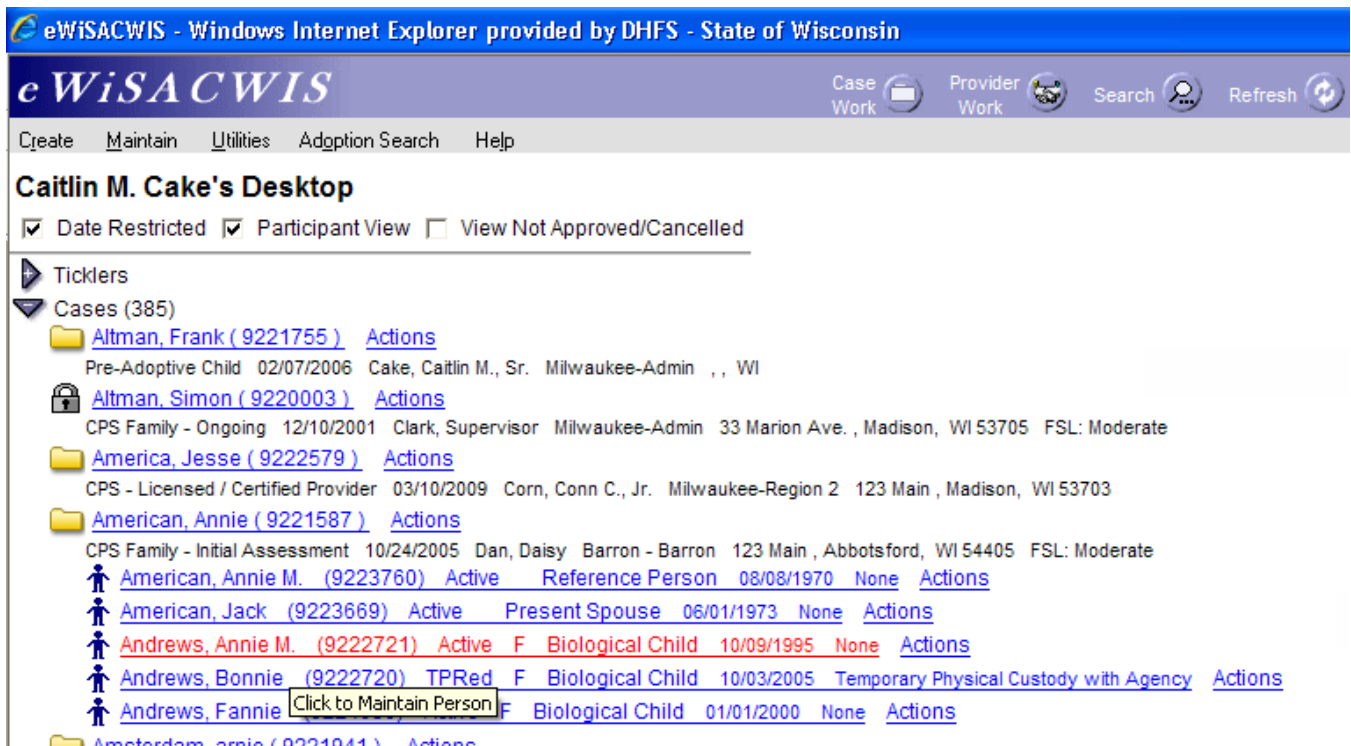 eWiSACWIS - Windows Internet Explorer provided by DHFS - State of Wisconsin
e WiSACWIS Case Work Provider Work Search Refresh
Create Maintain Utilities Adoption Search Help
Caitlin M. Cake's Desktop
Date Restricted Participant View View Not Approved/Cancelled
Ticklers
Cases (385)
Altman, Frank ( 9221755 ) Actions
Pre-Adoptive Child 02/07/2006 Cake, Caitlin M., Sr. Milwaukee-Admin , , WI
Altman, Simon ( 9220003 ) Actions
CPS Family - Ongoing 12/10/2001 Clark, Supervisor Milwaukee-Admin 33 Marion Ave. , Madison, WI 53705 FSL: Moderate
America, Jesse ( 9222579 ) Actions
CPS - Licensed / Certified Provider 03/10/2009 Corn, Conn C., Jr. Milwaukee-Region 2 123 Main , Madison, WI 53703
American, Annie ( 9221587 ) Actions
CPS Family - Initial Assessment 10/24/2005 Dan, Daisy Barron - Barron 123 Main , Abbotsford, WI 54405 FSL: Moderate
American, Annie M. (9223760) Active Reference Person 08/08/1970 None Actions
American, Jack (9223669) Active Present Spouse 06/01/1973 None Actions
Andrews, Annie M. (9222721) Active F Biological Child 10/09/1995 None Actions
Andrews, Bonnie (9222720) TPRed F Biological Child 10/03/2005 Temporary Physical Custody with Agency Actions
Click to Maintain Person
Andrews, Fannie F Biological Child 01/01/2000 None Actions
Amsterdam, arnie ( 9221941 ) Actions